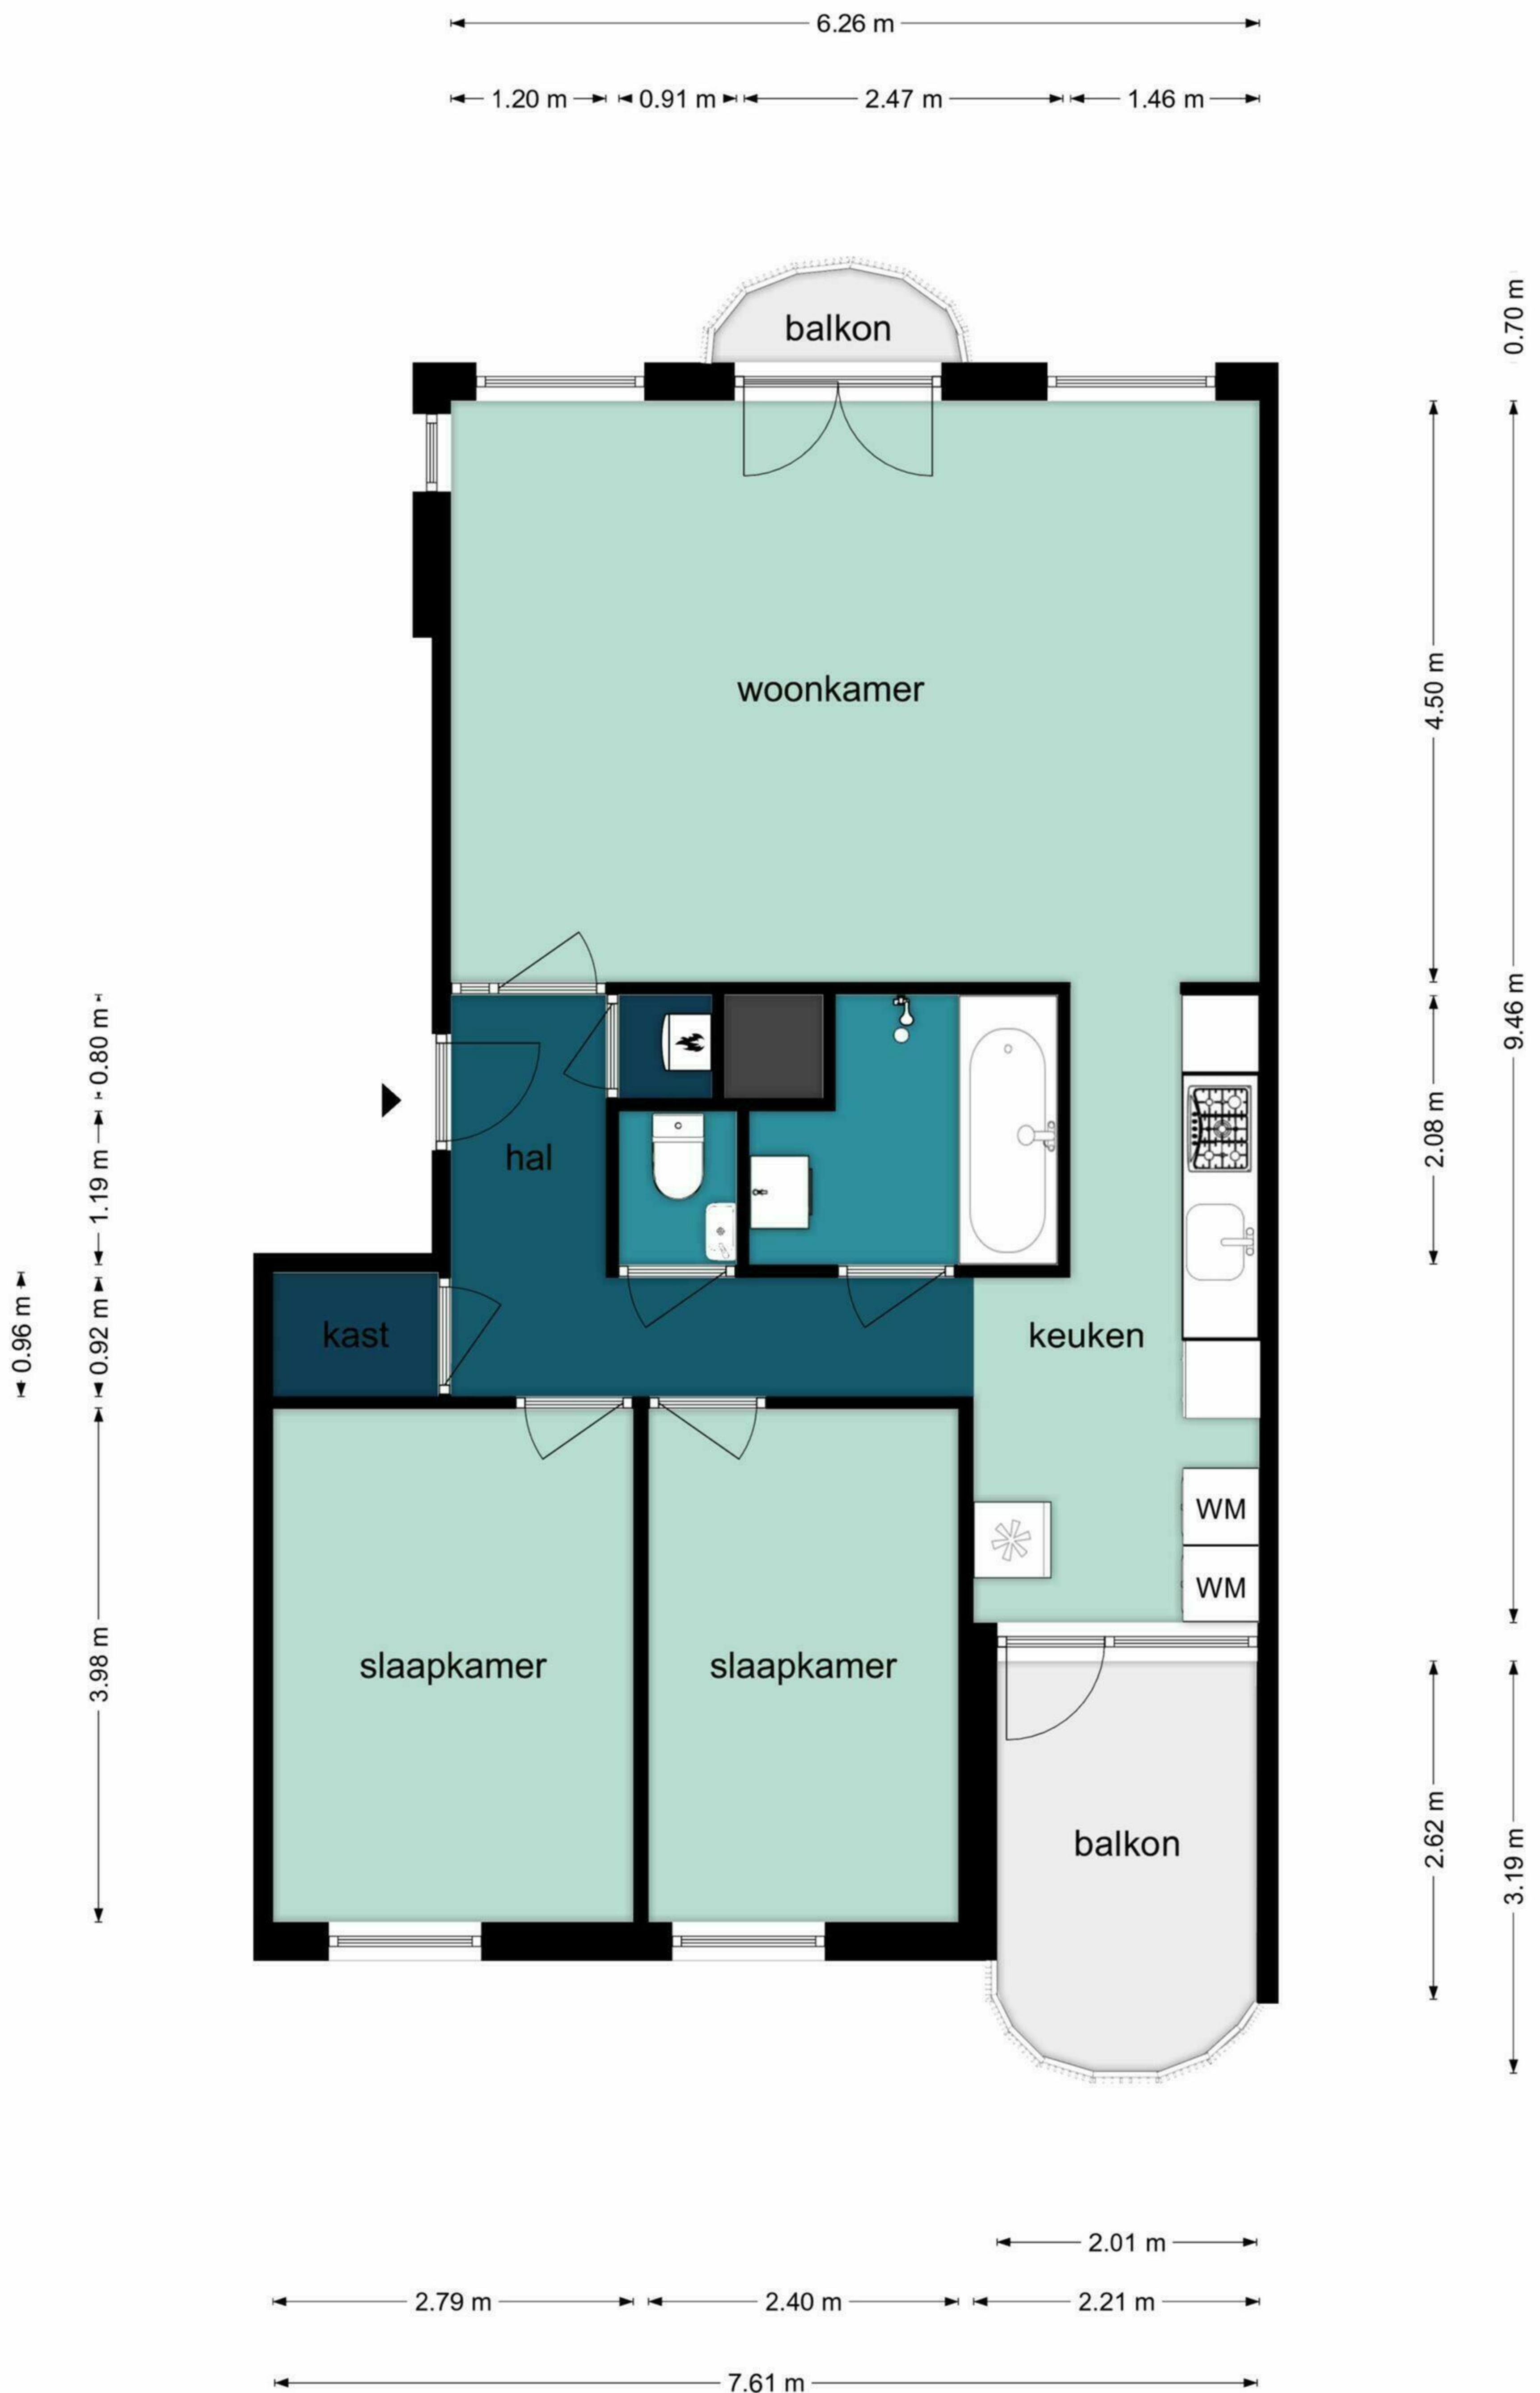 6.26 m
1.20 m 0.91 m 2.47 m 1.46 m
0.70 m
balkon
woonkamer
4.50 m
9.46 m
0.80 m
2.08 m
hal
1.19 m
kast
keuken
0.92 m
0.96 m
WM
WM
slaapkamer
slaapkamer
3.98 m
balkon
2.62 m
3.19 m
2.01 m
2.79 m 2.40 m 2.21 m
7.61 m